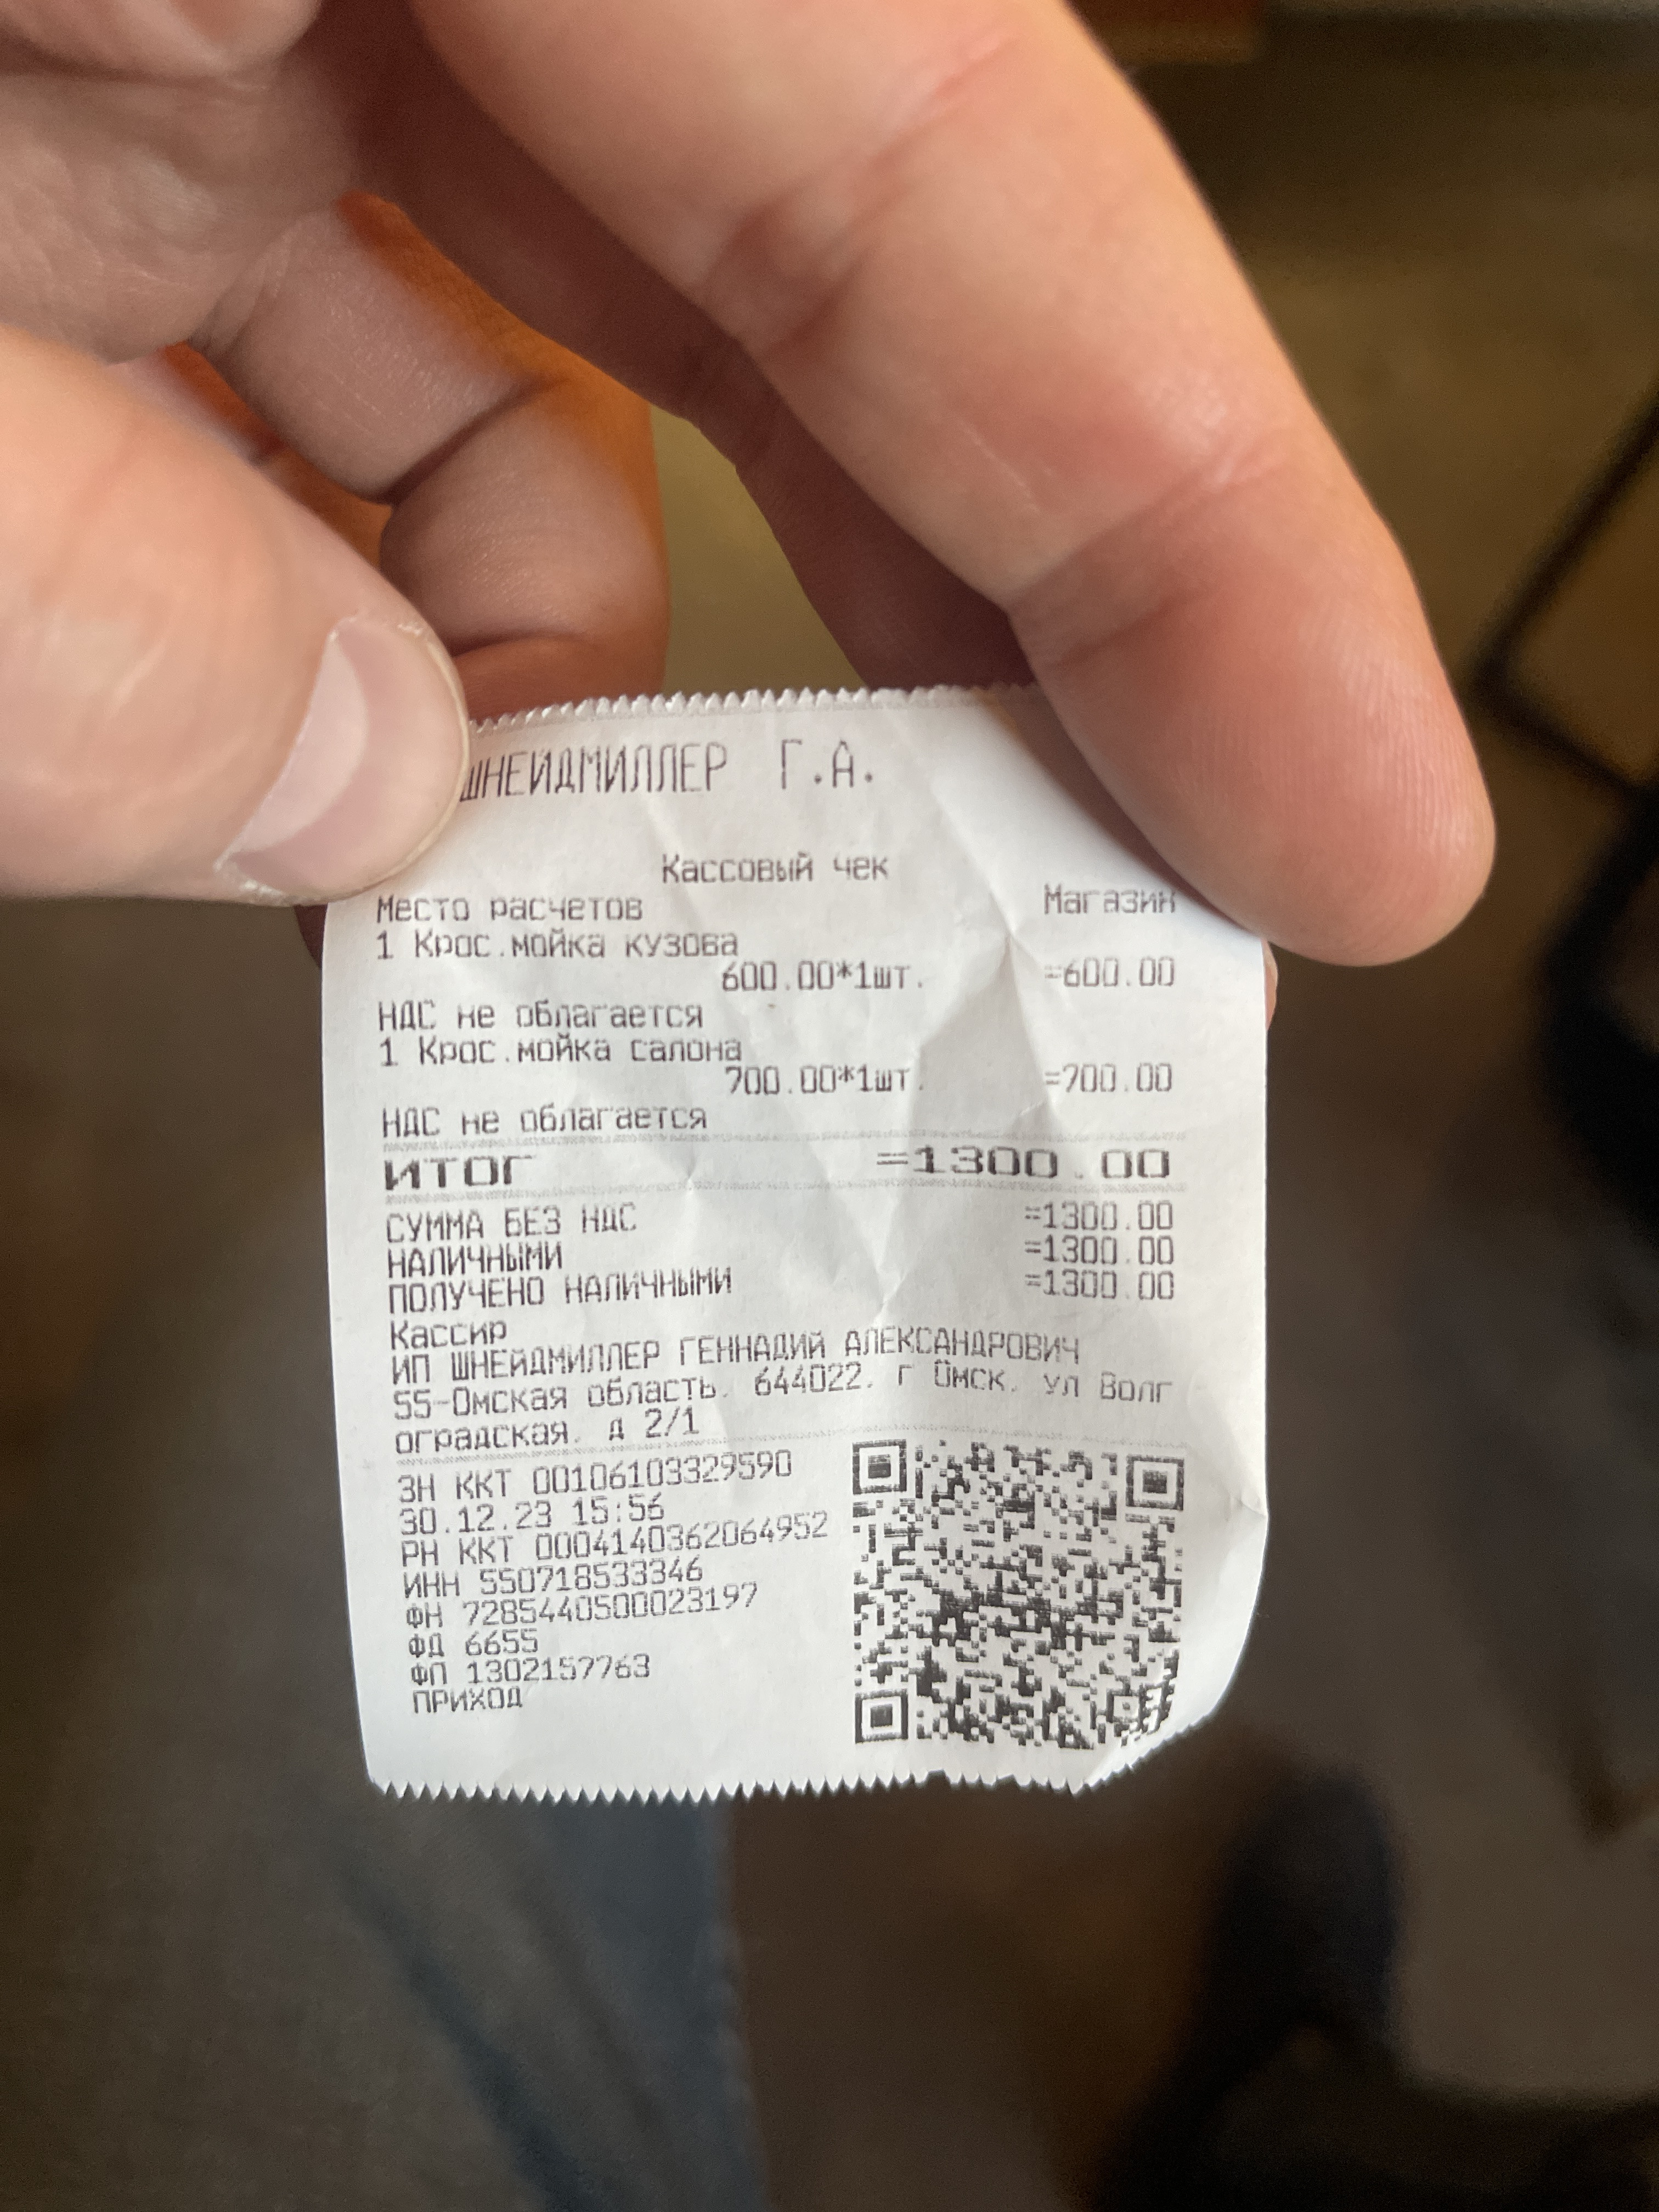 ШНЕЙДМИЛЛЕР Г.А.
Кассовый чек
Место расчетов Магазин
1 Крос.мойка кузова
600.00*1шт. =600.00
НДС не облагается
1 Крос.мойка салона
700.00*1шт. =700.00
НДС не облагается
ИТОГ =1300.00
СУММА БЕЗ НДС =1300.00
НАЛИЧНЫМИ =1300.00
ПОЛУЧЕНО НАЛИЧНЫМИ =1300.00
Кассир
ИП ШНЕЙДМИЛЛЕР ГЕННАДИЙ АЛЕКСАНДРОВИЧ
55-Омская область, 644022, г Омск, ул Волг
оградская, д 2/1
ЗН ККТ 00106103329590
30.12.23 15:56
РН ККТ 0004140362064952
ИНН 550718533346
ФН 7285440500023197
ФД 6655
ФП 1302157763
ПРИХОД